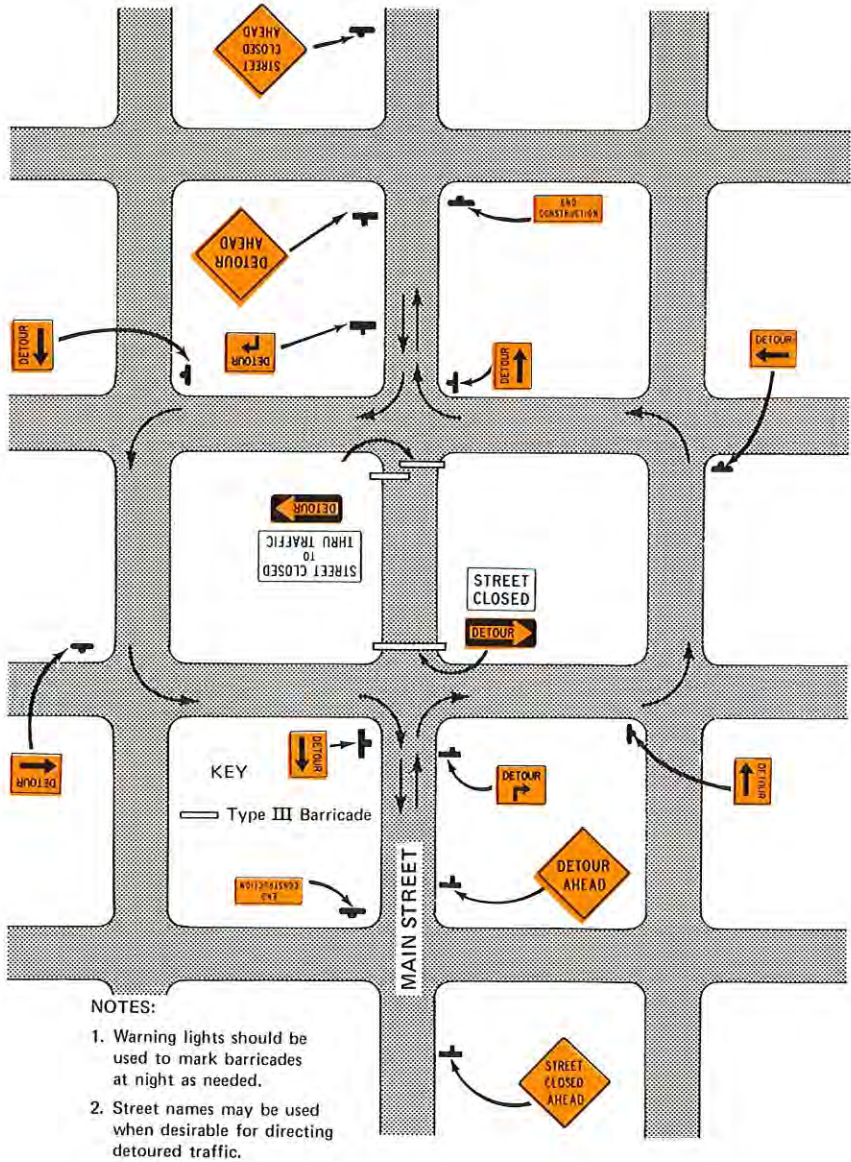 STREET
CLOSED
AHEAD
END
CONSTRUCTION
DETOUR
AHEAD
DETOUR
DETOUR
DETOUR
DETOUR
DETOUR
STREET CLOSED
TO
THRU TRAFFIC
STREET
CLOSED
DETOUR
DETOUR
DETOUR
DETOUR
DETOUR
KEY
Type III Barricade
DETOUR
AHEAD
END
CONSTRUCTION
MAIN STREET
NOTES:
1. Warning lights should be
used to mark barricades
at night as needed.
2. Street names may be used
when desirable for directing
detoured traffic.
STREET
CLOSED
AHEAD